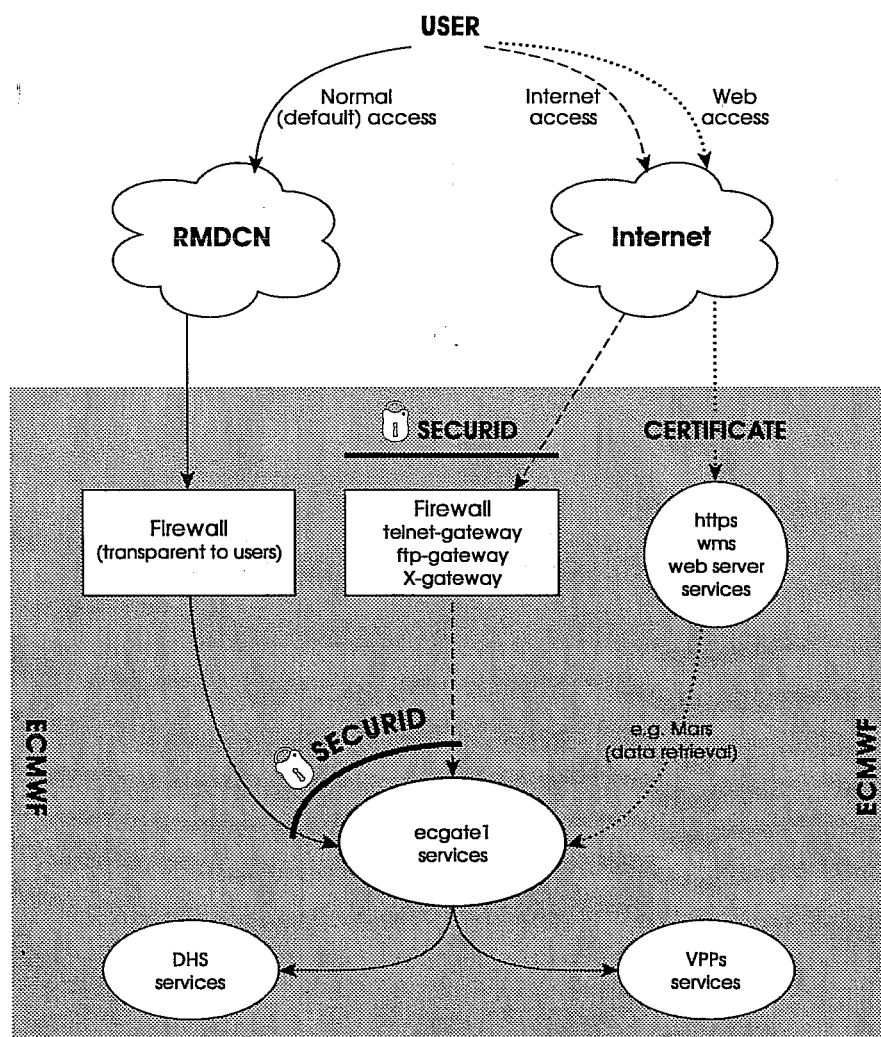 USER
Normal
(default) access
Internet
access
Web
access
RMDCN
Internet
SECURID
CERTIFICATE
Firewall
(transparent to users)
Firewall
telnet-gateway
ftp-gateway
X-gateway
https
wms
web server
services
ECMWF
SECURID
e.g. Mars
(data retrieval)
ECMWF
ecgate1
services
DHS
services
VPPs
services